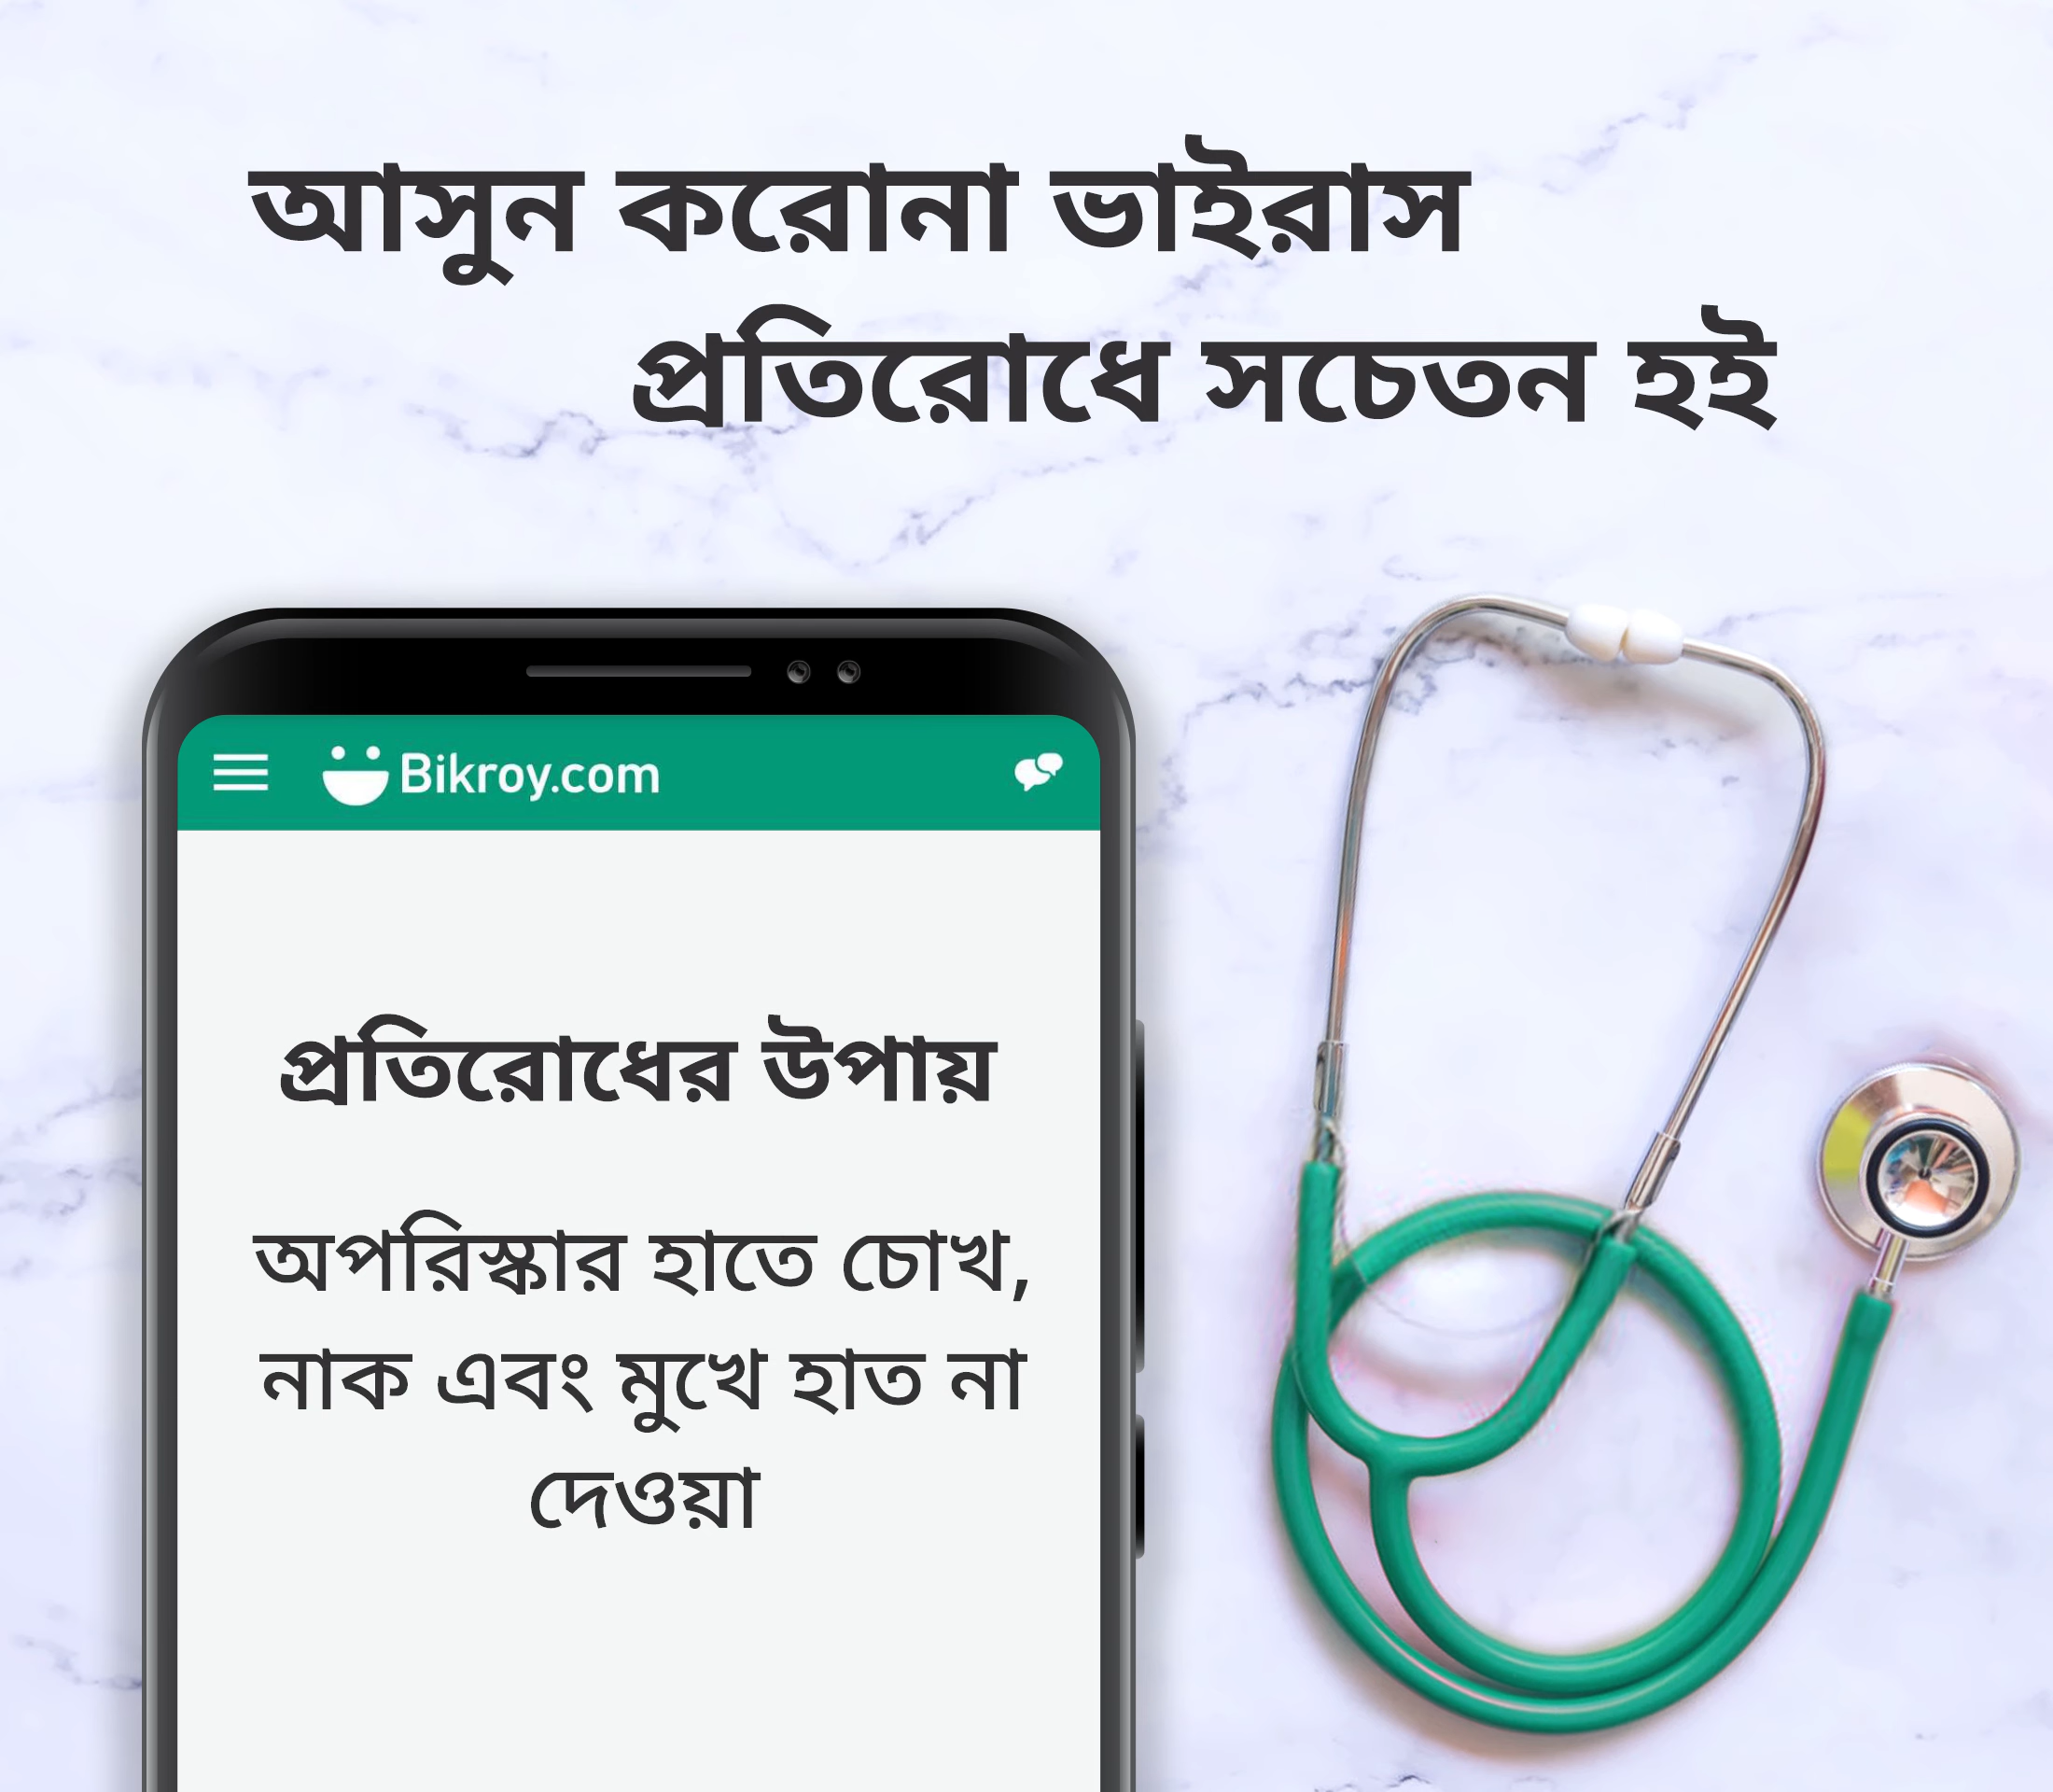 আসুন করোনা ভাইরাস
প্রতিরোধে সচেতন হই
Bikroy.com
প্রতিরোধের উপায়
অপরিস্কার হাতে চোখ,
নাক এবং মুখে হাত না
দেওয়া